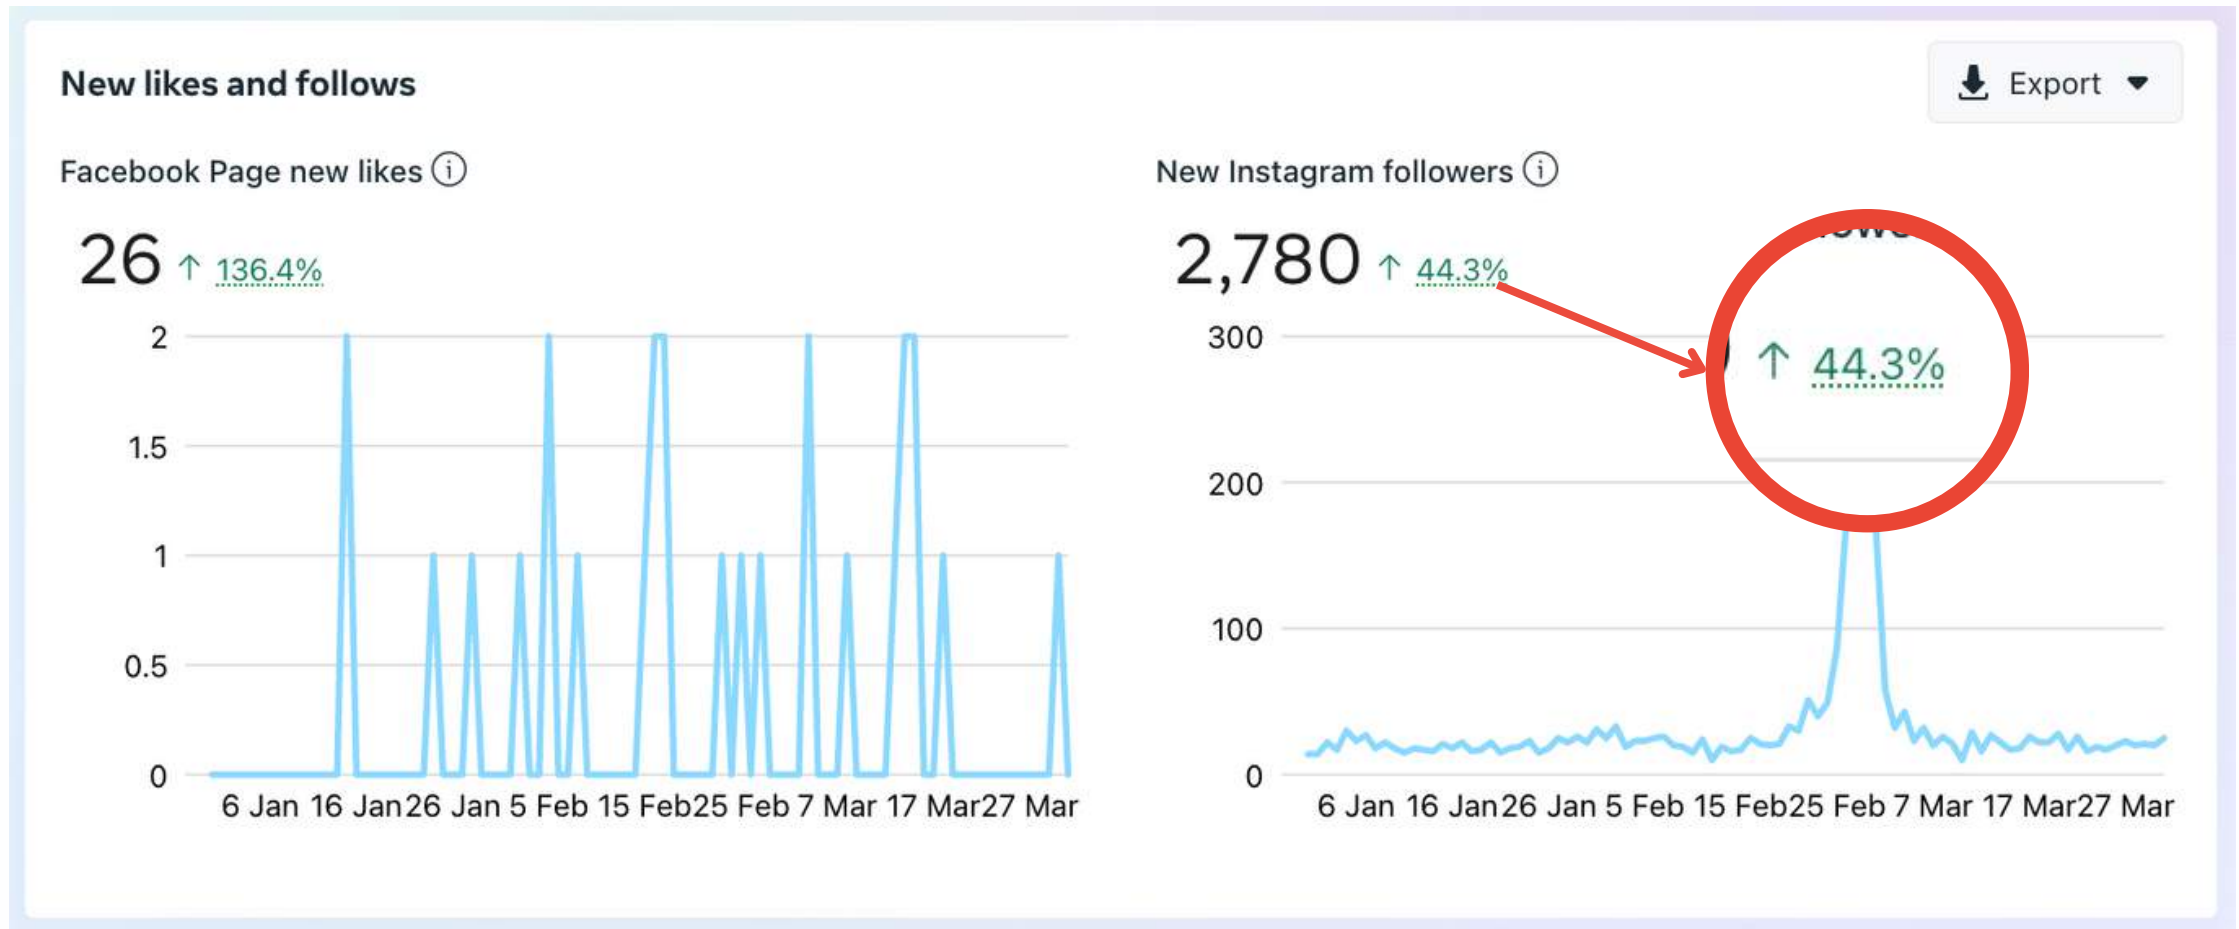 New likes and follows
Export
Facebook Page new likes
26 ↑ 136.4%
2
1.5
1
0.5
0
6 Jan 16 Jan 26 Jan 5 Feb 15 Feb 25 Feb 7 Mar 17 Mar 27 Mar
New Instagram followers
2,780 ↑ 44.3%
↑ 44.3%
300
200
100
0
6 Jan 16 Jan 26 Jan 5 Feb 15 Feb 25 Feb 7 Mar 17 Mar 27 Mar